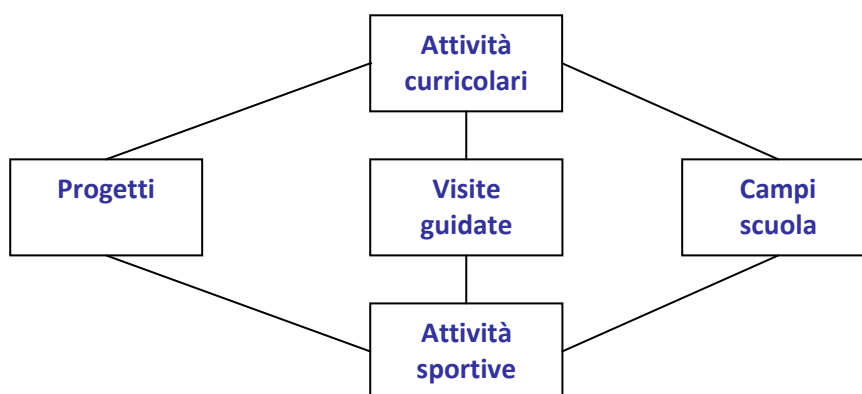 Attività
curricolari
Progetti
Visite
guidate
Campi
scuola
Attività
sportive